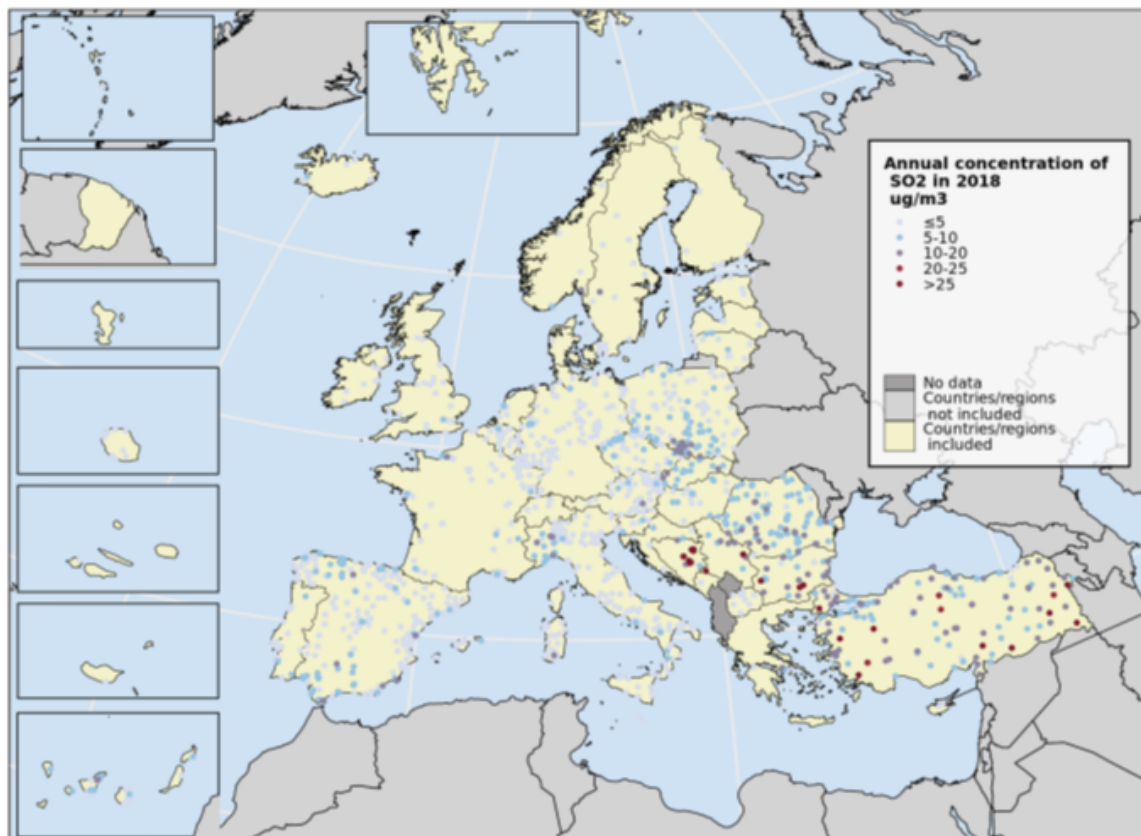 Annual concentration of
SO2 in 2018
ug/m3
≤5
5-10
10-20
20-25
>25
No data
Countries/regions
not included
Countries/regions
included